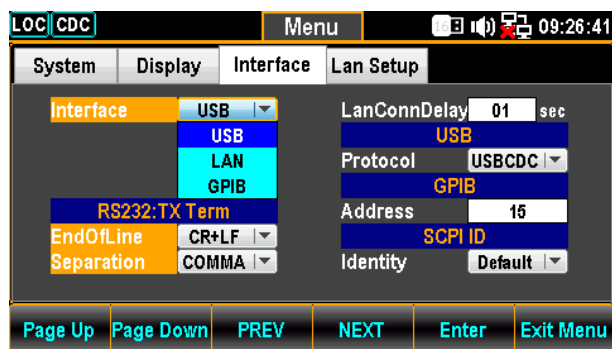 LOC CDC Menu 16 09:26:41
System Display Interface Lan Setup
Interface USB LanConnDelay 01 sec
USB USB
LAN Protocol USBCDC
GPIB GPIB
RS232:TX Term Address 15
EndOfLine CR+LF SCPI ID
Separation COMMA Identity Default
Page Up Page Down PREV NEXT Enter Exit Menu